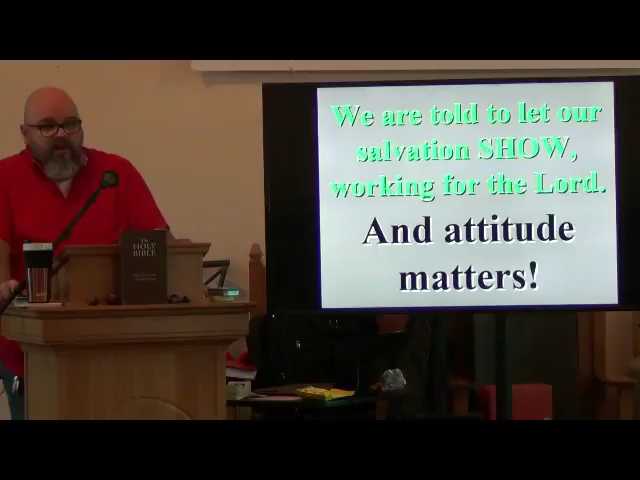 We are told to let our
salvation SHOW,
working for the Lord.
And attitude
matters!
The
HOLY
BIBLE